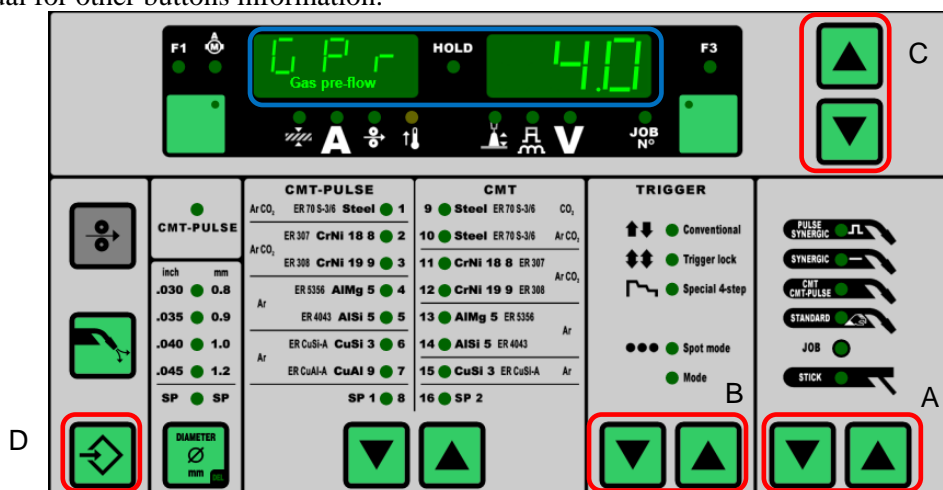 ual for other buttons information.
F1 A M GPr HOLD 4.0 F3 C
Gas pre-flow
A V JOB N°
CMT-PULSE
inch mm
.030 0.8
.035 0.9
.040 1.0
.045 1.2
SP SP
CMT-PULSE
Ar CO₂ ER 70 S-3/6 Steel 1
ER 307 CrNi 18 8 2
Ar CO₂
ER 308 CrNi 19 9 3
ER 5356 AlMg 5 4
Ar
ER 4043 AlSi 5 5
ER CuSi-A CuSi 3 6
Ar
ER CuAl-A CuAl 9 7
SP 1 8
CMT
9 Steel ER 70 S-3/6 CO₂
10 Steel ER 70 S-3/6 Ar CO₂
11 CrNi 18 8 ER 307
Ar CO₂
12 CrNi 19 9 ER 308
13 AlMg 5 ER 5356
Ar
14 AlSi 5 ER 4043
15 CuSi 3 ER CuSi-A Ar
16 SP 2
TRIGGER
Conventional
Trigger lock
Special 4-step
Spot mode
Mode
B
PULSE
SYNERGIC
SYNERGIC
CMT
CMT-PULSE
STANDARD
JOB
STICK
A
D
DIAMETER
Ø
mm DEL